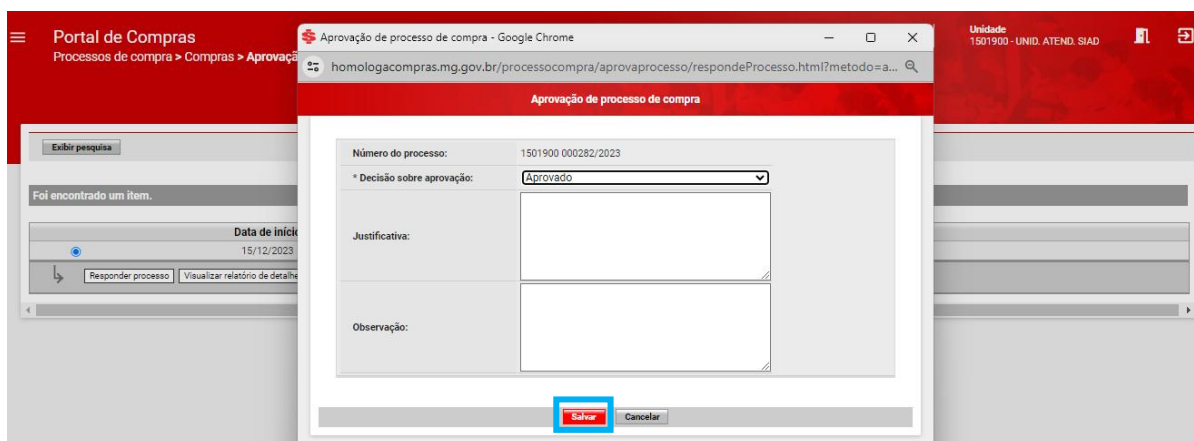 Portal de Compras
Processos de compra > Compras > Aprovaçã
Unidade
1501900 - UNID. ATEND. SIAD
Exibir pesquisa
Foi encontrado um item.
Data de início
15/12/2023
Responder processo
Visualizar relatório de detalhe
Aprovação de processo de compra - Google Chrome
homologacompras.mg.gov.br/processocompra/aprovaprocesso/respondeProcesso.html?metodo=a...
Aprovação de processo de compra
Número do processo: 1501900 000282/2023
* Decisão sobre aprovação: Aprovado
Justificativa:
Observação:
Salvar Cancelar